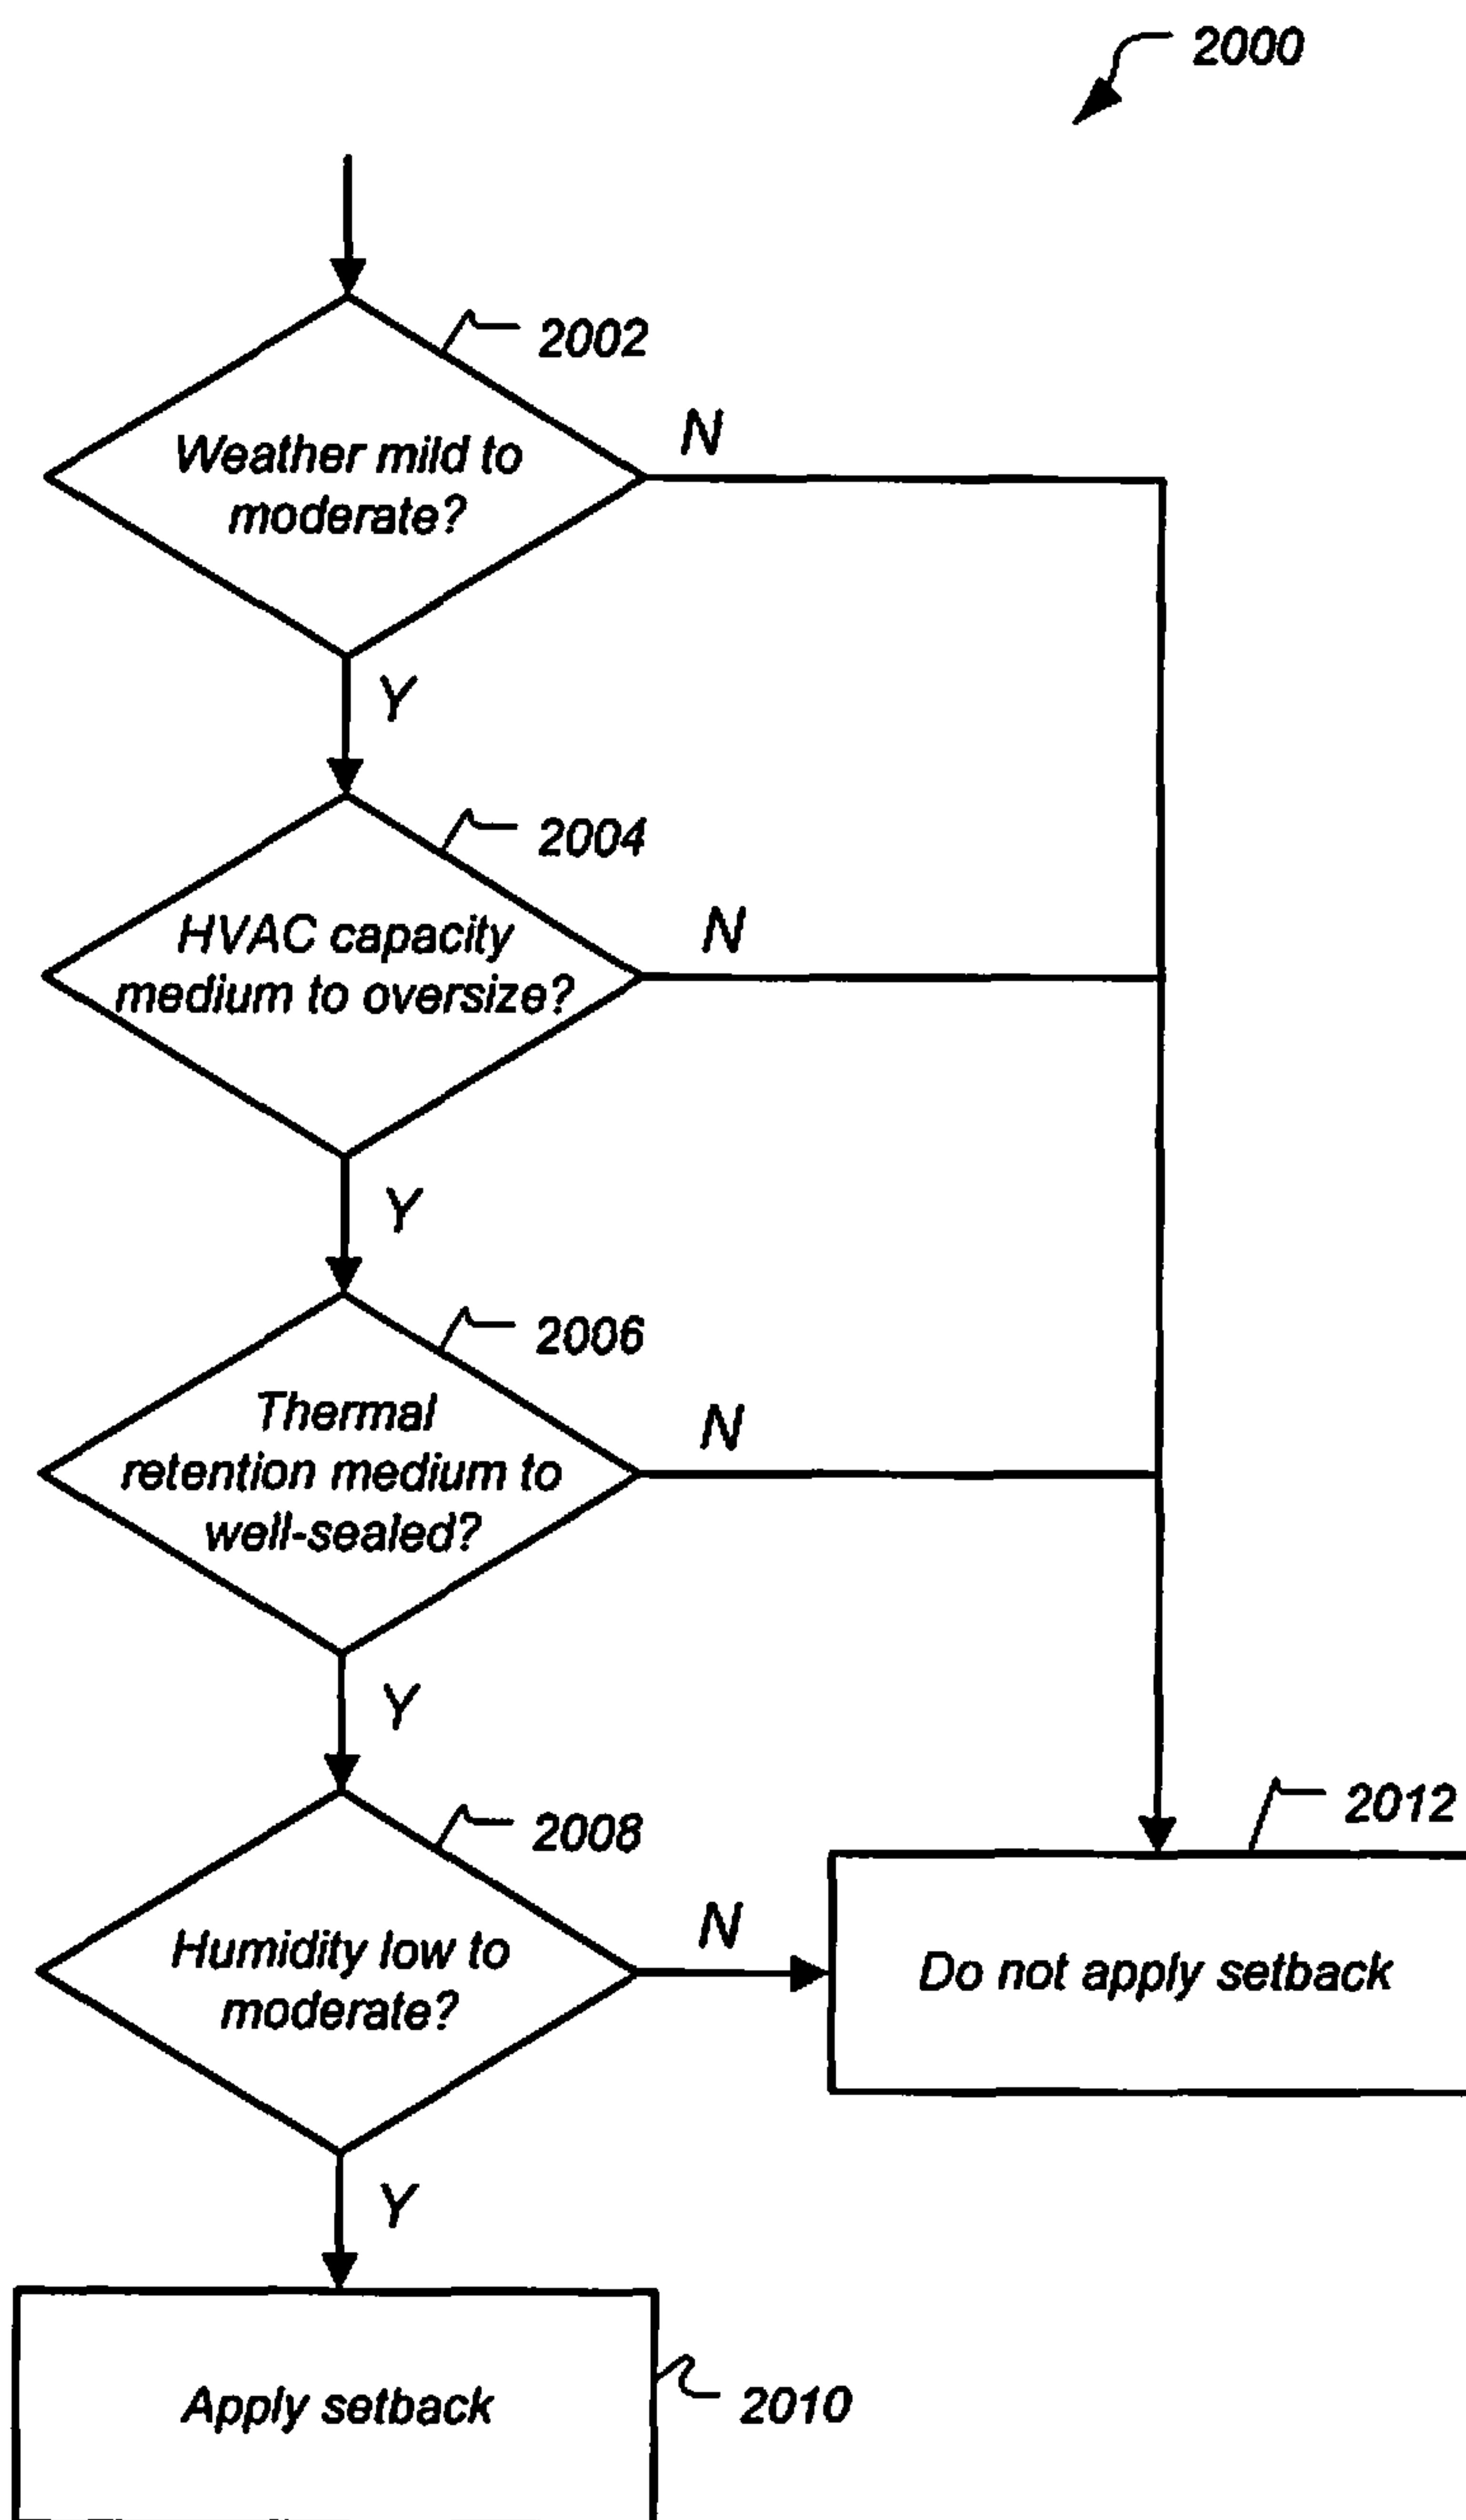 2000
2002
Weather mild to
moderate?
N
Y
2004
HVAC capacity
medium to oversize?
N
Y
2006
Thermal
retention medium to
well-sealed?
N
Y
2008
Humidity low to
moderate?
N
2012
Do not apply setback
Y
Apply setback
2010